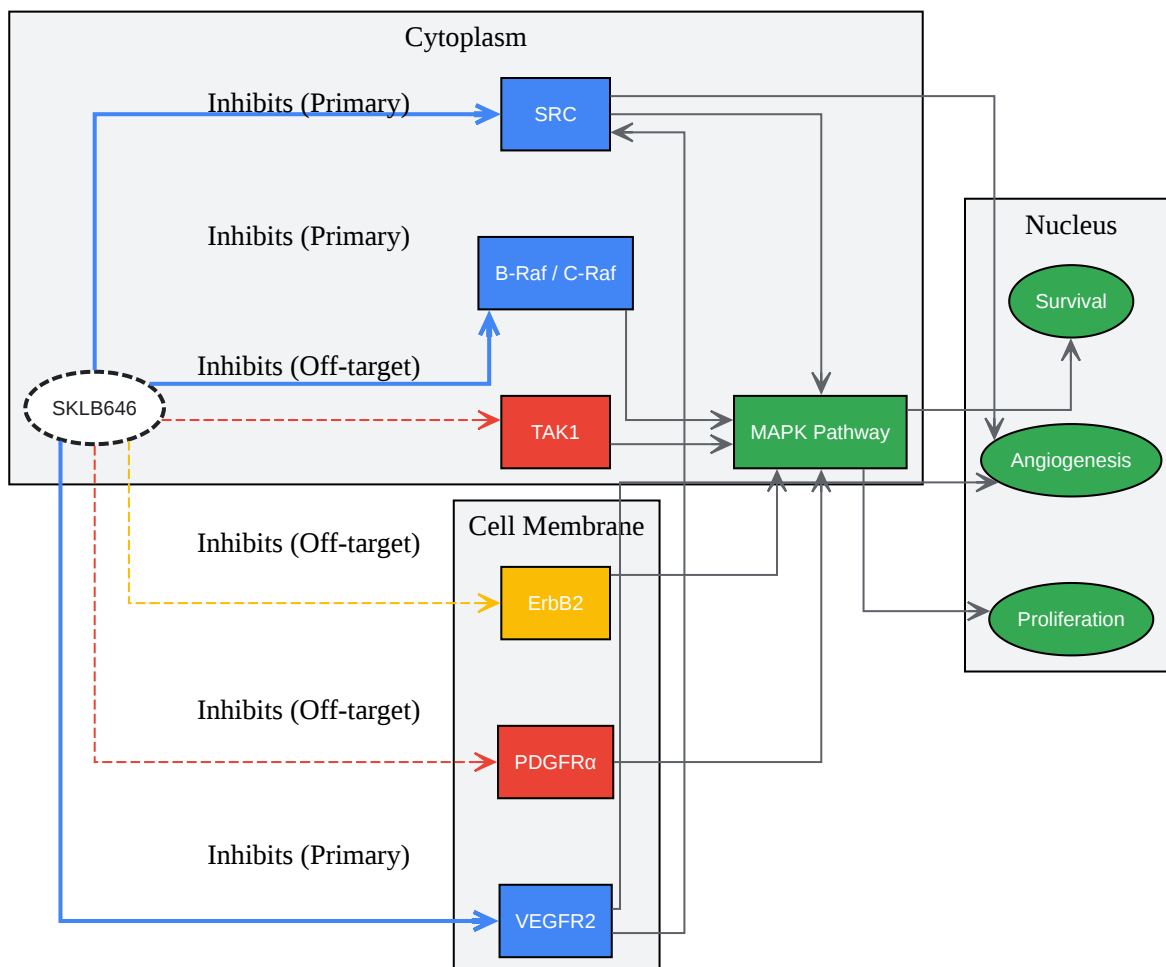 Cytoplasm
Inhibits (Primary)
SRC
Inhibits (Primary)
Nucleus
B-Raf / C-Raf
Survival
Inhibits (Off-target)
SKLB646
TAK1
MAPK Pathway
Angiogenesis
Cell Membrane
Inhibits (Off-target)
ErbB2
Proliferation
Inhibits (Off-target)
PDGFRα
Inhibits (Primary)
VEGFR2